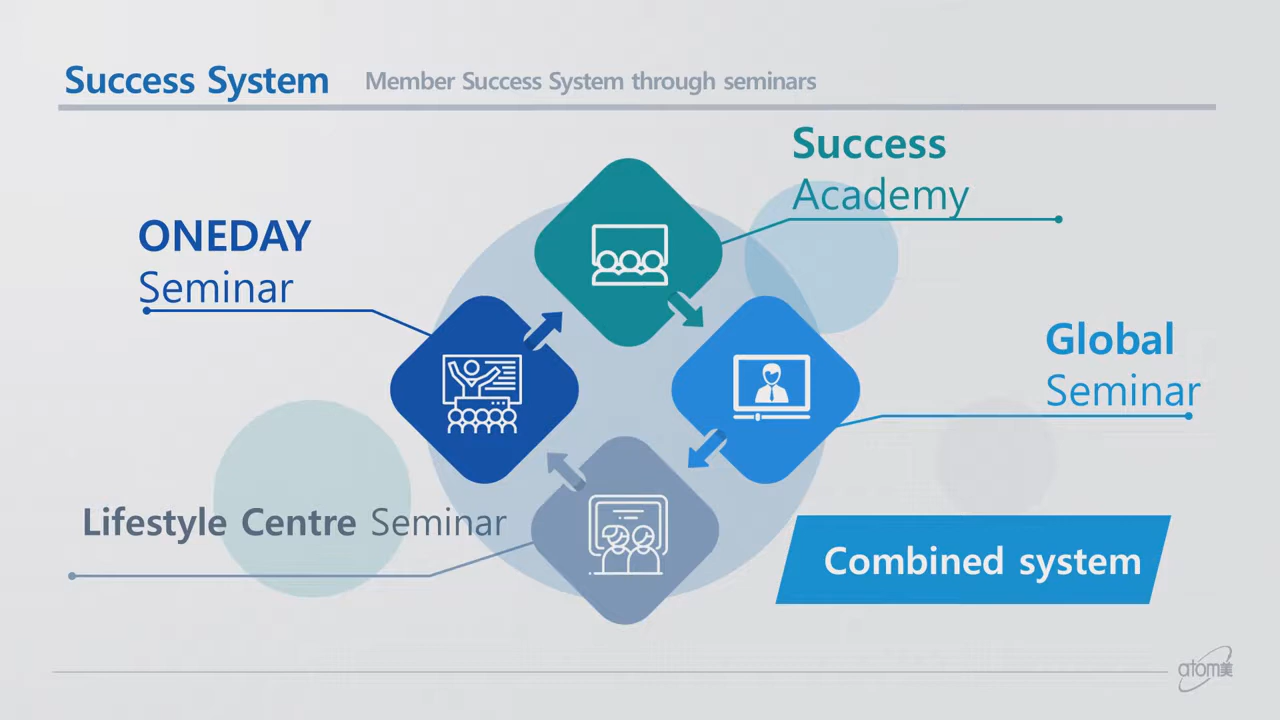 Success System
Member Success System through seminars
Success
Academy
ONEDAY
Seminar
Global
Seminar
Lifestyle Centre Seminar
Combined system
atom美